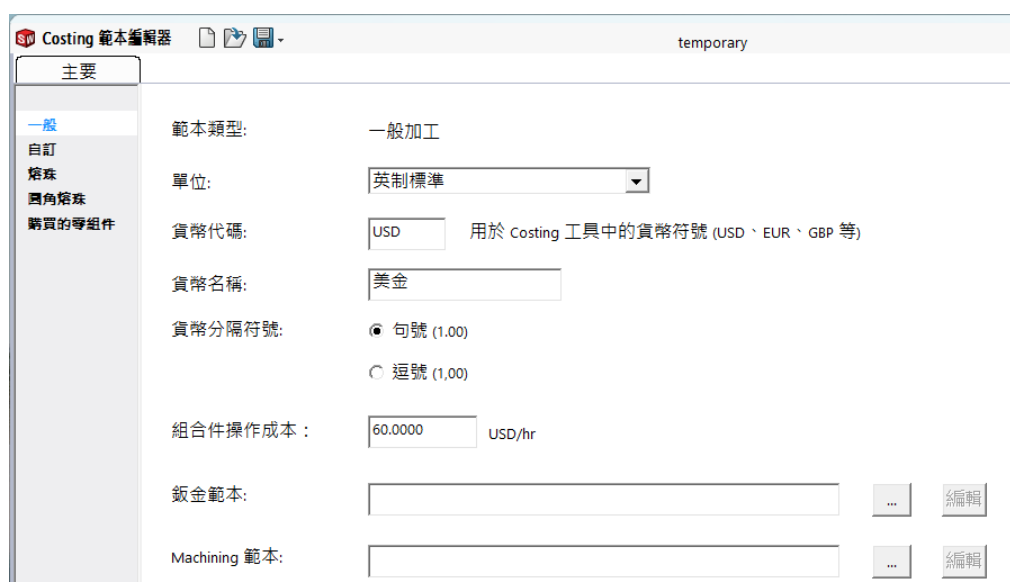 SW Costing 範本編輯器
temporary
主要
一般
自訂
熔珠
圓角熔珠
購買的零組件
範本類型: 一般加工
單位: 英制標準
貨幣代碼: USD 用於 Costing 工具中的貨幣符號 (USD、EUR、GBP 等)
貨幣名稱: 美金
貨幣分隔符號: 句號 (1.00)
逗號 (1,00)
組合件操作成本： 60.0000 USD/hr
鈑金範本: ... 編輯
Machining 範本: ... 編輯